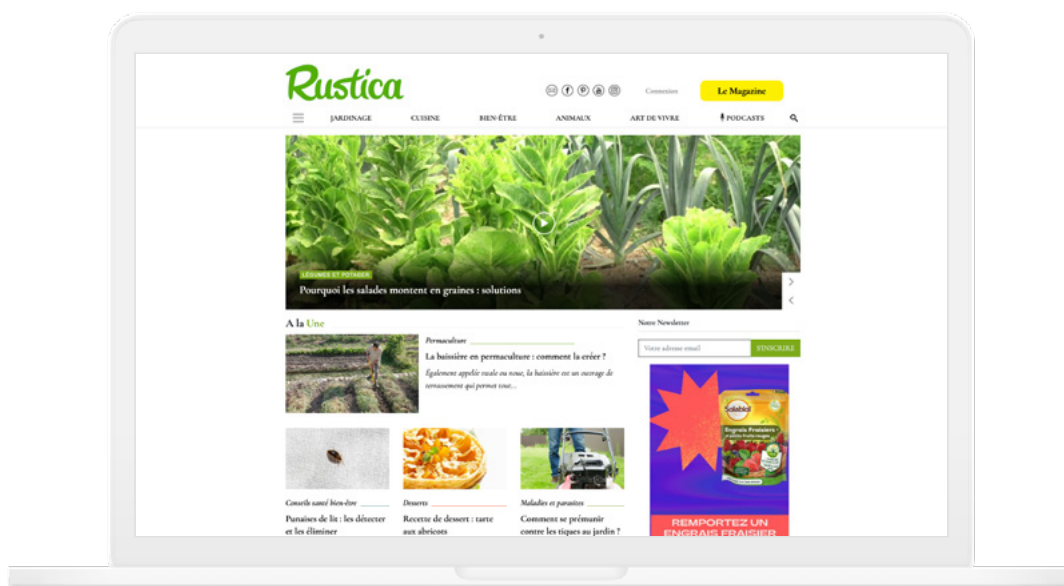 Rustica
Connexion
Le Magazine
JARDINAGE
CUISINE
BIEN-ÊTRE
ANIMAUX
ART DE VIVRE
PODCASTS
LÉGUMES ET POTAGER
Pourquoi les salades montent en graines : solutions
A la Une
Permaculture
La baissière en permaculture : comment la créer ?
Également appelée swale ou noue, la baissière est un ouvrage de
terrassement qui permet tout...
Notre Newsletter
Votre adresse email
S'INSCRIRE
Conseils santé bien-être
Punaises de lit : les détecter
et les éliminer
Desserts
Recette de dessert : tarte
aux abricots
Maladies et parasites
Comment se prémunir
contre les tiques au jardin ?
Solabiol
Engrais Fraisiers
REMPORTEZ UN
ENGRAIS FRAISIER